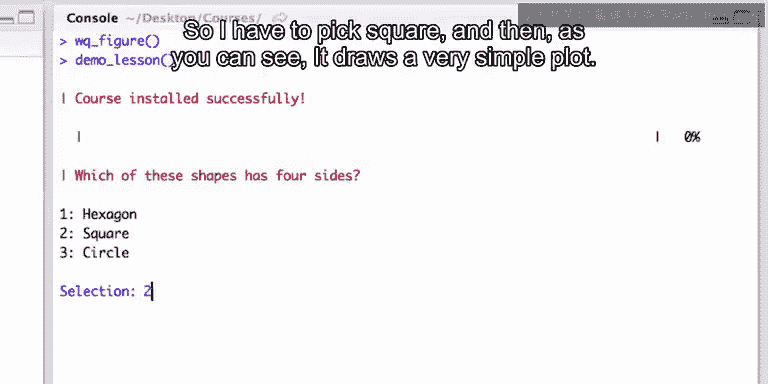 Console ~/Desktop/Courses/
So I have to pick square, and then, as
you can see, It draws a very simple plot.
> wq_figure()
> demo_lesson()
| Course installed successfully!
| | 0%
| Which of these shapes has four sides?
1: Hexagon
2: Square
3: Circle
Selection: 2